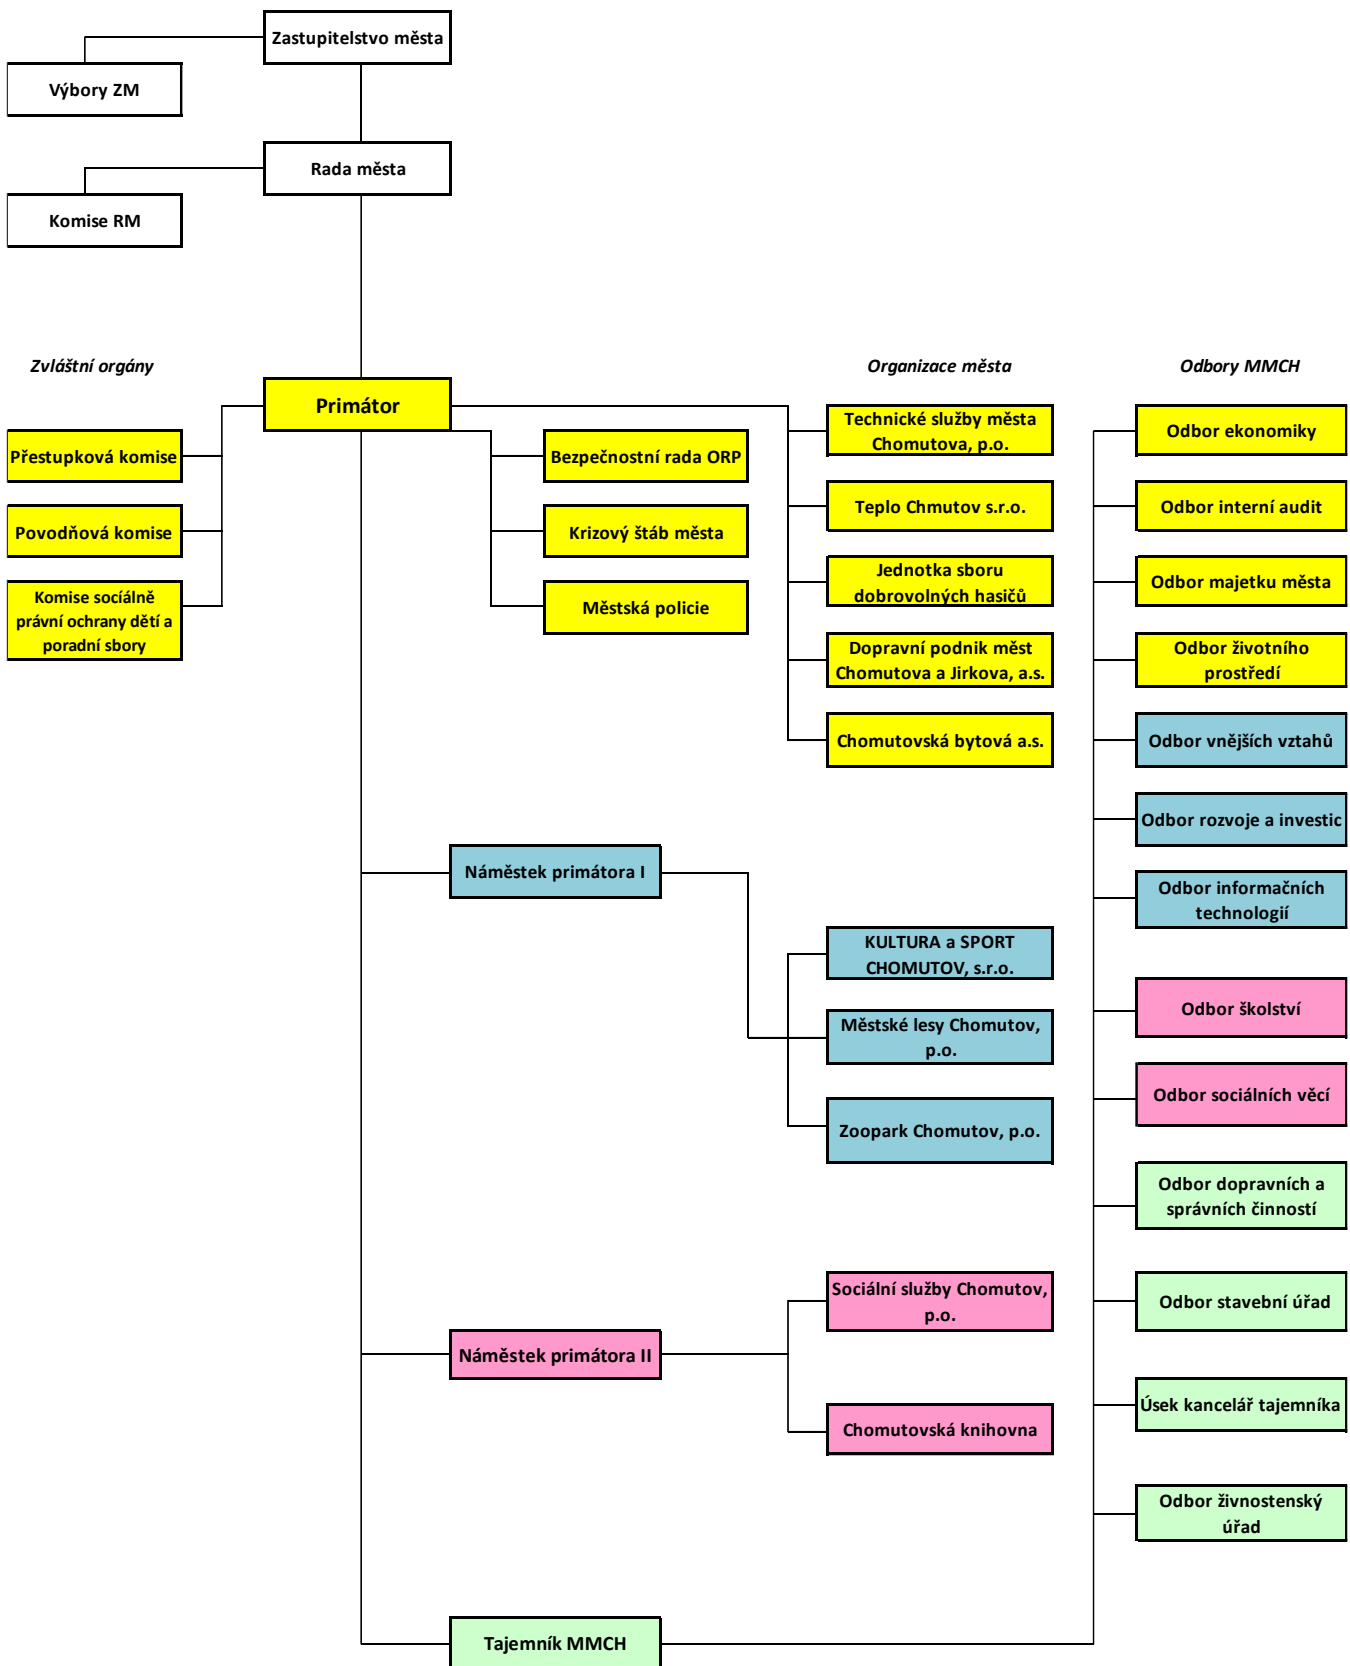 Zastupitelstvo města
Výbory ZM
Rada města
Komise RM
Zvláštní orgány
Organizace města
Odbory MMCH
Primátor
Přestupková komise
Povodňová komise
Komise sociálně
právní ochrany dětí a
poradní sbory
Bezpečnostní rada ORP
Krizový štáb města
Městská policie
Technické služby města
Chomutova, p.o.
Teplo Chmutov s.r.o.
Jednotka sboru
dobrovolných hasičů
Dopravní podnik měst
Chomutova a Jirkova, a.s.
Chomutovská bytová a.s.
Odbor ekonomiky
Odbor interní audit
Odbor majetku města
Odbor životního
prostředí
Odbor vnějších vztahů
Odbor rozvoje a investic
Odbor informačních
technologií
Odbor školství
Odbor sociálních věcí
Odbor dopravních a
správních činností
Odbor stavební úřad
Úsek kancelář tajemníka
Odbor živnostenský
úřad
Náměstek primátora I
KULTURA a SPORT
CHOMUTOV, s.r.o.
Městské lesy Chomutov,
p.o.
Zoopark Chomutov, p.o.
Náměstek primátora II
Sociální služby Chomutov,
p.o.
Chomutovská knihovna
Tajemník MMCH